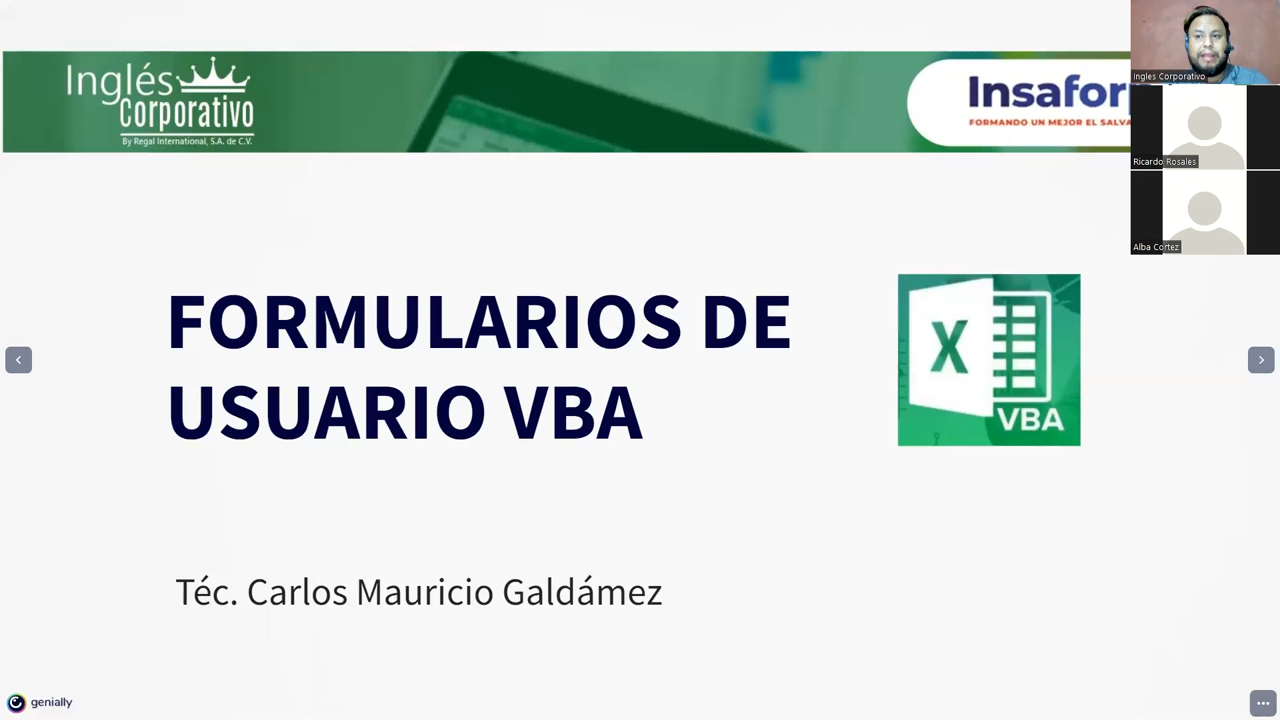 Inglés
Corporativo
By Regal International, S.A. de C.V.
Insafor
FORMANDO UN MEJOR EL SALVA
Ingles Corporativo
Ricardo Rosales
Alba Cortez
FORMULARIOS DE
USUARIO VBA
X
VBA
Téc. Carlos Mauricio Galdámez
genially